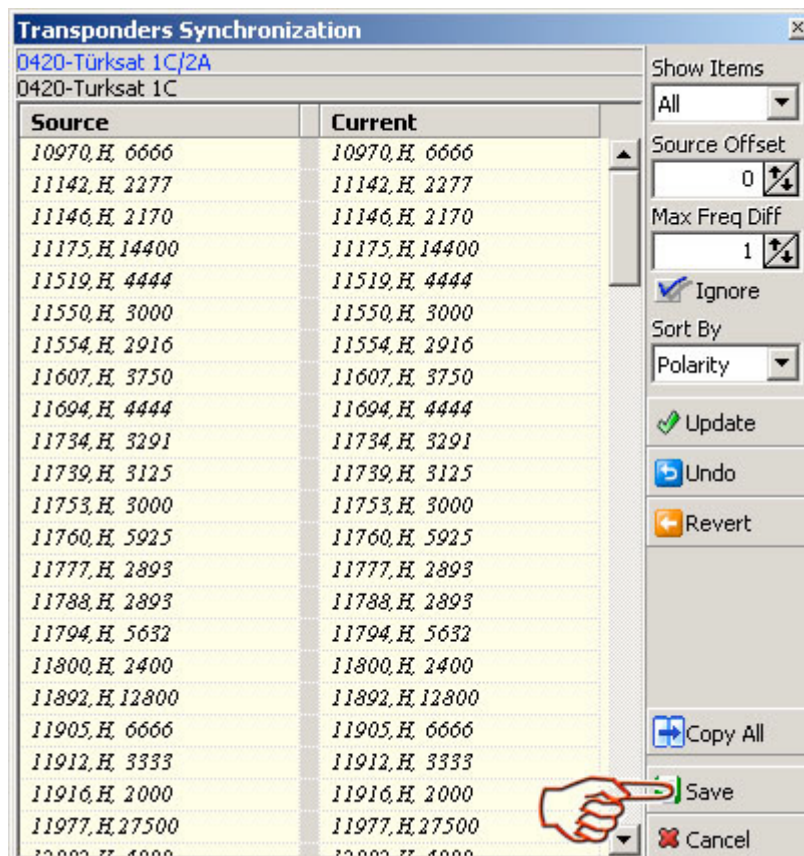 Transponders Synchronization
0420-Türksat 1C/2A
0420-Turksat 1C
Source Current
10970,H, 6666 10970,H, 6666
11142,H, 2277 11142,H, 2277
11146,H, 2170 11146,H, 2170
11175,H,14400 11175,H,14400
11519,H, 4444 11519,H, 4444
11550,H, 3000 11550,H, 3000
11554,H, 2916 11554,H, 2916
11607,H, 3750 11607,H, 3750
11694,H, 4444 11694,H, 4444
11734,H, 3291 11734,H, 3291
11739,H, 3125 11739,H, 3125
11753,H, 3000 11753,H, 3000
11760,H, 5925 11760,H, 5925
11777,H, 2893 11777,H, 2893
11788,H, 2893 11788,H, 2893
11794,H, 5632 11794,H, 5632
11800,H, 2400 11800,H, 2400
11892,H,12800 11892,H,12800
11905,H, 6666 11905,H, 6666
11912,H, 3333 11912,H, 3333
11916,H, 2000 11916,H, 2000
11977,H,27500 11977,H,27500
Show Items
All
Source Offset
0
Max Freq Diff
1
Ignore
Sort By
Polarity
Update
Undo
Revert
Copy All
Save
Cancel